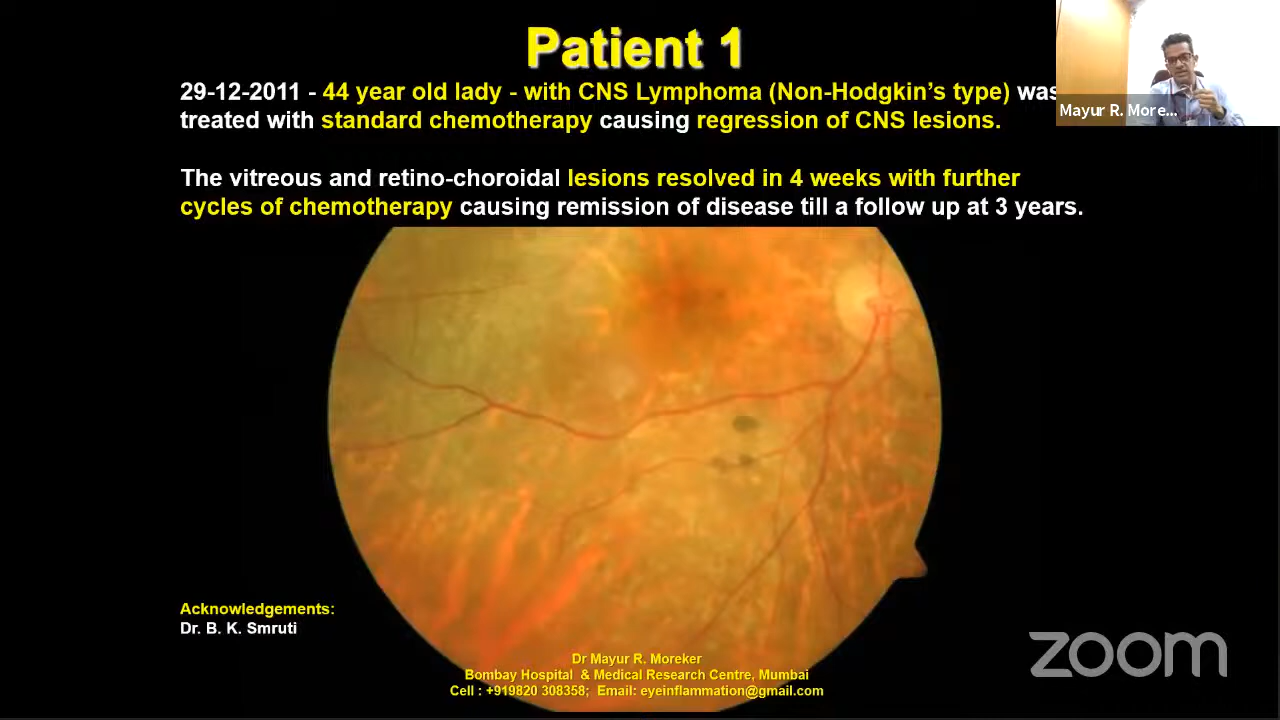 Patient 1
29-12-2011 - 44 year old lady - with CNS Lymphoma (Non-Hodgkin's type) was
treated with standard chemotherapy causing regression of CNS lesions.
The vitreous and retino-choroidal lesions resolved in 4 weeks with further
cycles of chemotherapy causing remission of disease till a follow up at 3 years.
Mayur R. More...
Acknowledgements:
Dr. B. K. Smruti
Dr Mayur R. Moreker
Bombay Hospital & Medical Research Centre, Mumbai
Cell : +919820 308358; Email: eyeinflammation@gmail.com
zoom